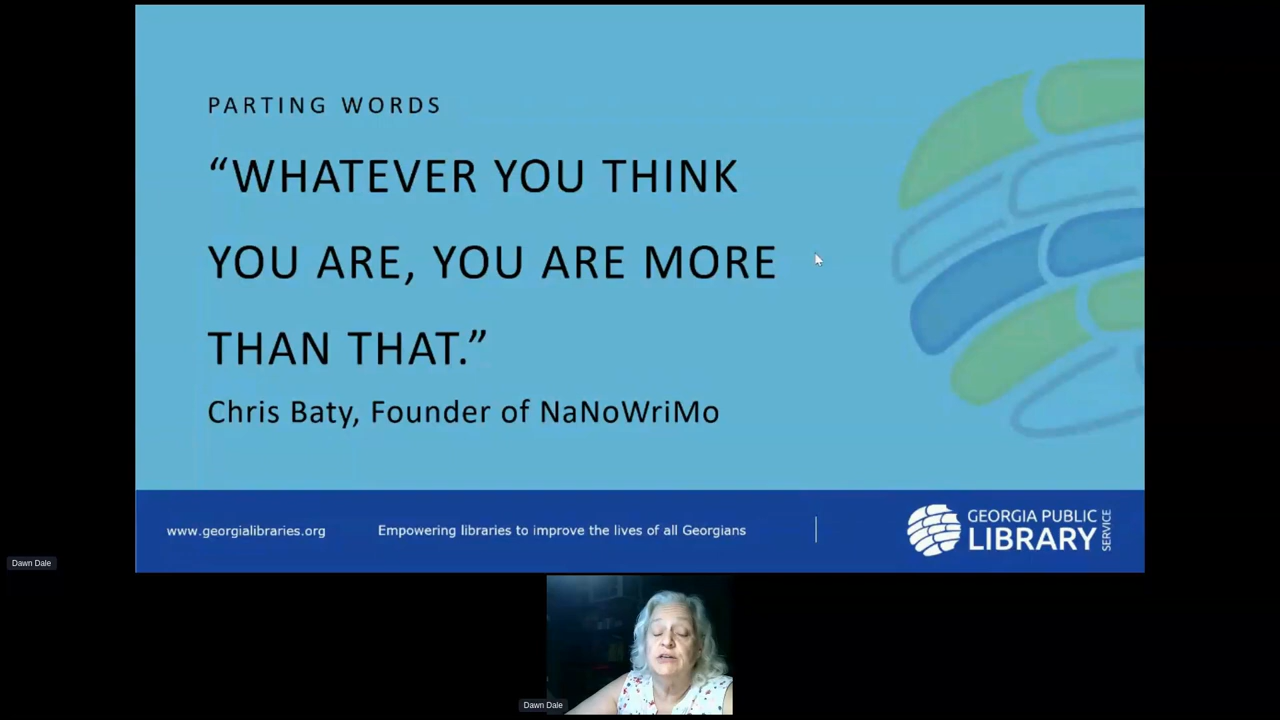 PARTING WORDS
“WHATEVER YOU THINK
YOU ARE, YOU ARE MORE
THAN THAT.”
Chris Baty, Founder of NaNoWriMo
www.georgialibraries.org
Empowering libraries to improve the lives of all Georgians
GEORGIA PUBLIC
LIBRARY
SERVICE
Dawn Dale
Dawn Dale